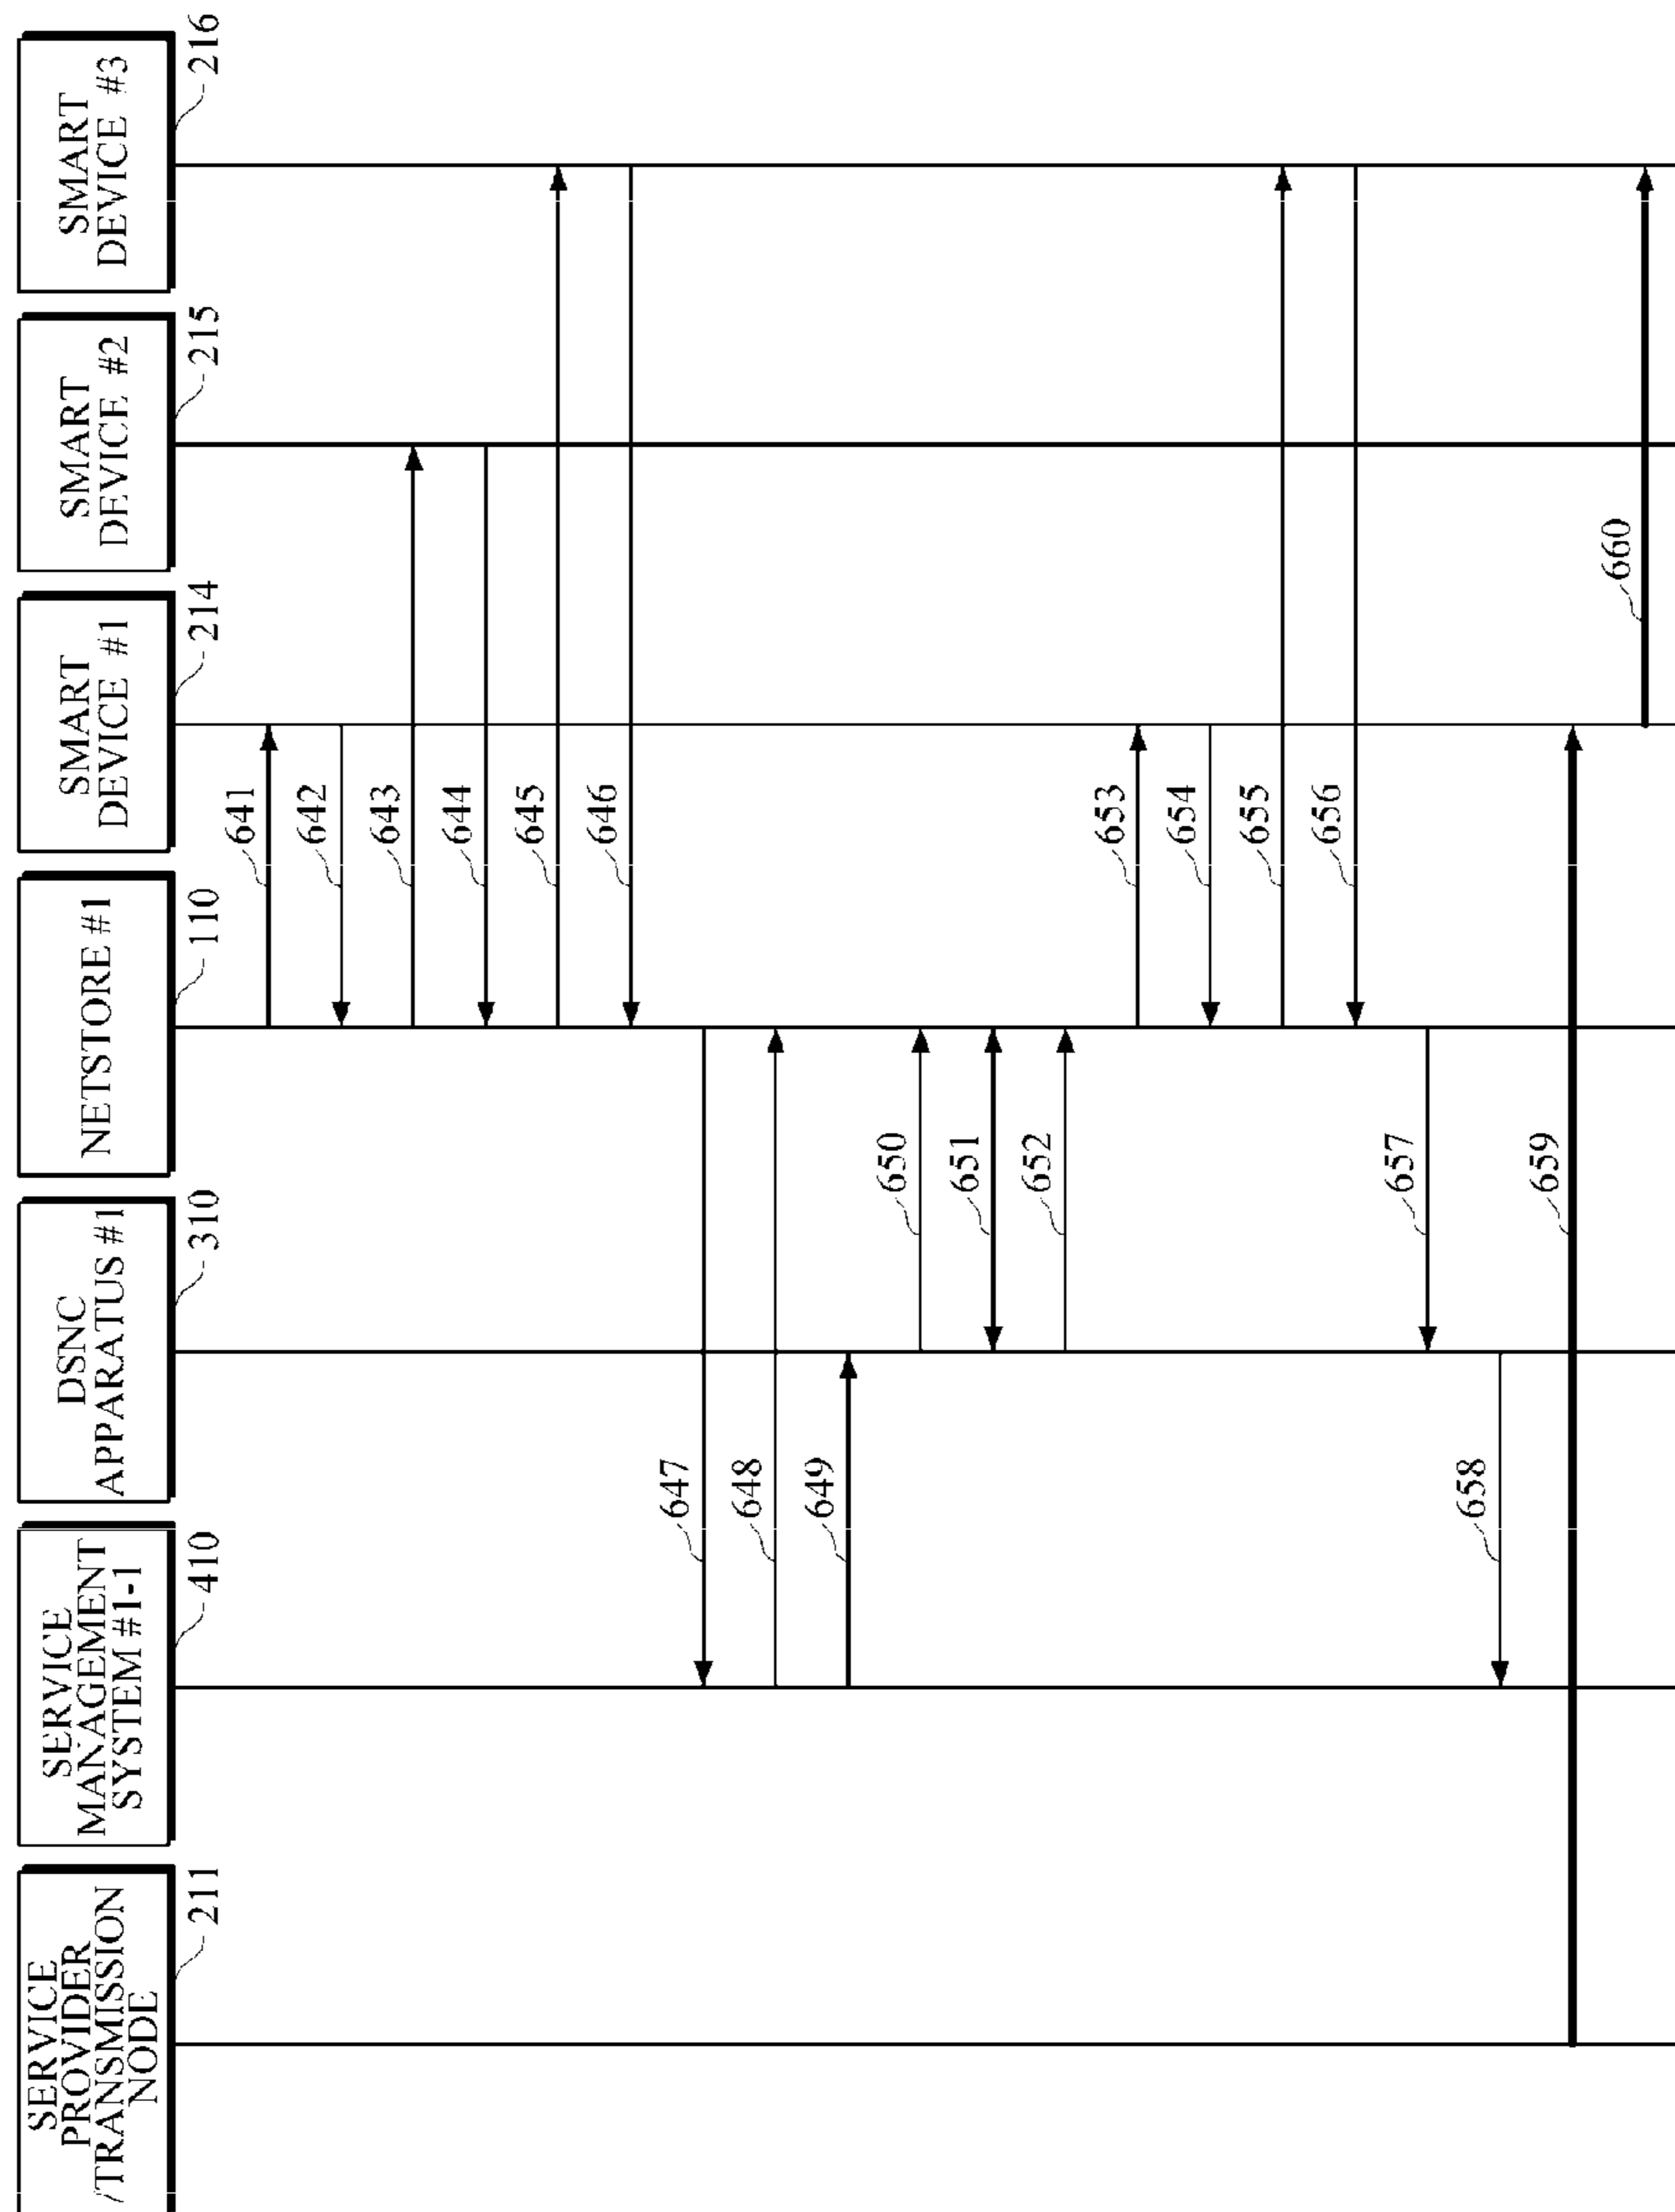 SERVICE
PROVIDER
/TRANSMISSION
NODE
211
SERVICE
MANAGEMENT
SYSTEM #1-1
410
DSNC
APPARATUS #1
310
NETSTORE #1
110
SMART
DEVICE #1
214
SMART
DEVICE #2
215
SMART
DEVICE #3
216
641
642
643
644
645
646
647
648
649
650
651
652
653
654
655
656
657
658
659
660